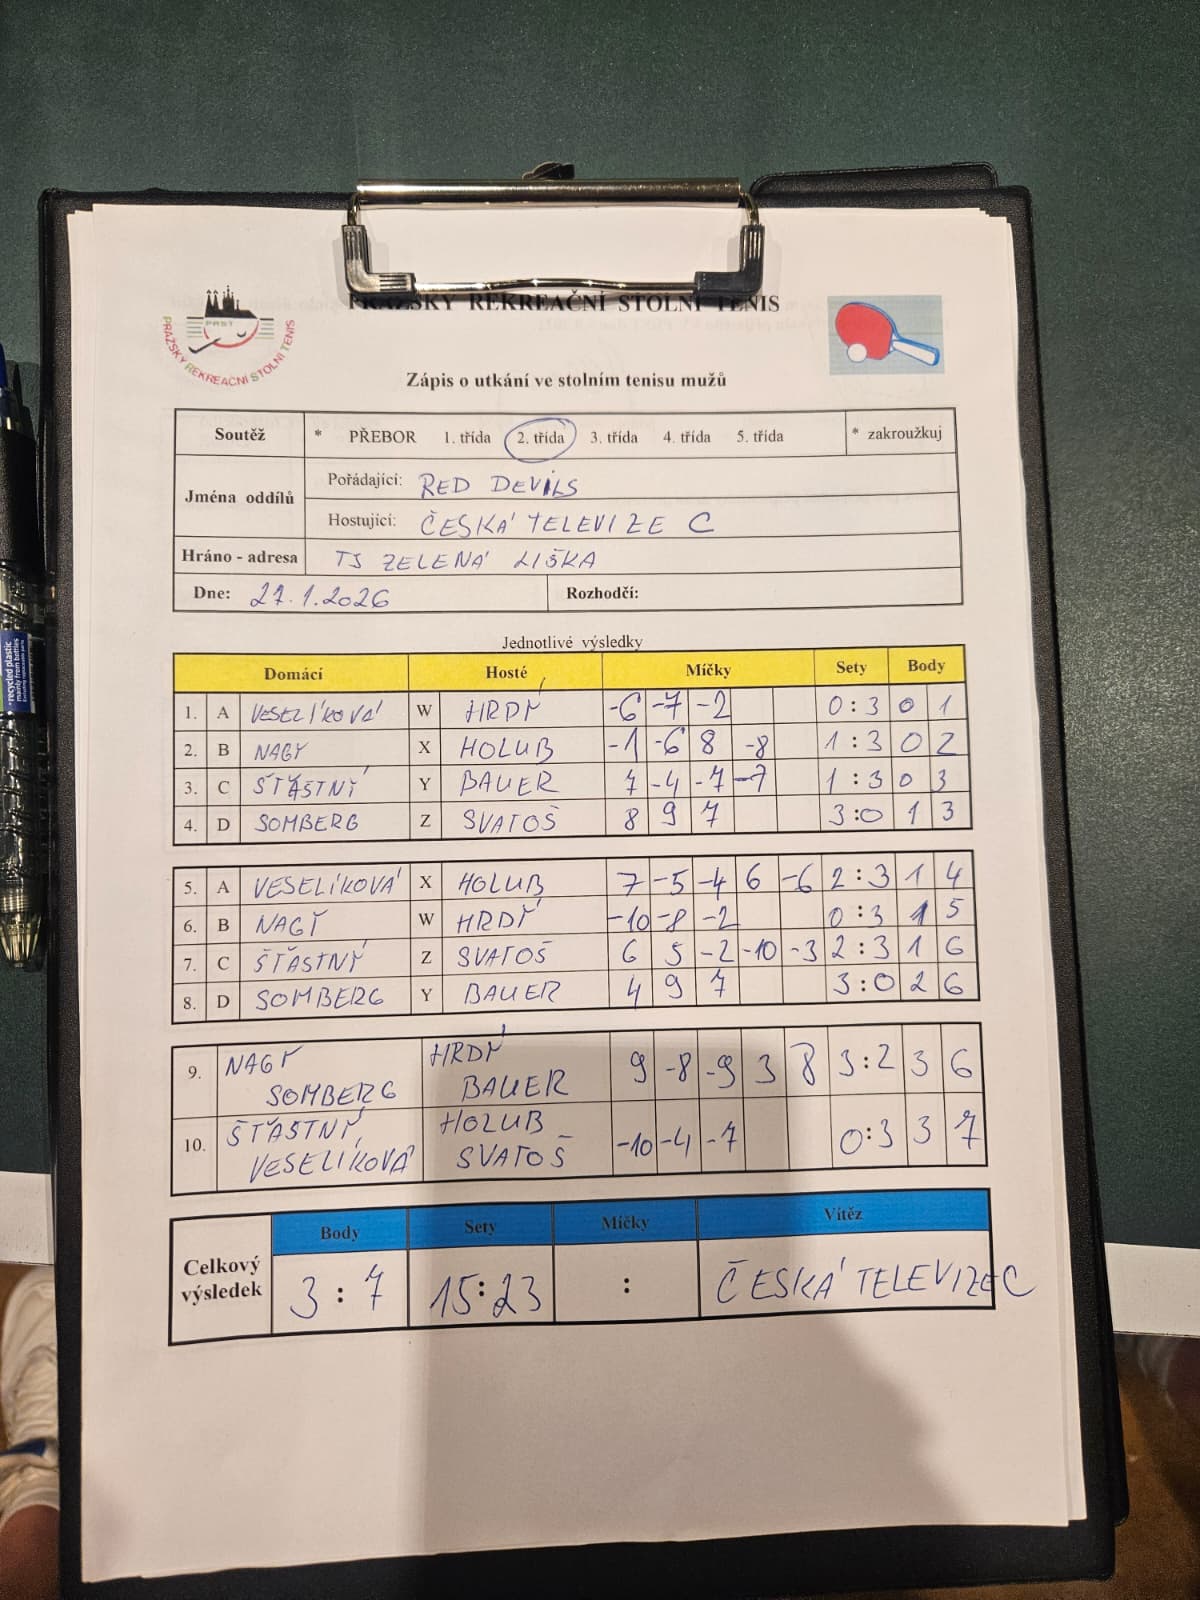 PRAŽSKÝ REKREAČNÍ STOLNÍ TENIS
PRST
PRAŽSKÝ REKREAČNÍ STOLNÍ TENIS
Zápis o utkání ve stolním tenisu mužů
Soutěž * PŘEBOR 1. třída 2. třída 3. třída 4. třída 5. třída * zakroužkuj
Jména oddílů
Pořádající: RED DEVILS
Hostující: ČESKÁ TELEVIZE C
Hráno - adresa TJ ZELENÁ LIŠKA
Dne: 27.1.2026 Rozhodčí:
Jednotlivé výsledky
Domácí Hosté Míčky Sety Body
1. A VESELÍKOVÁ W HRDÝ -6 -7 -2 0:3 0 1
2. B NAGY X HOLUB -1 -6 8 -8 1:3 0 2
3. C ŠŤASTNÝ Y BAUER 7 -4 -7 -7 1:3 0 3
4. D SOMBERG Z SVATOŠ 8 9 7 3:0 1 3
5. A VESELÍKOVÁ X HOLUB 7 -5 -4 6 -6 2:3 1 4
6. B NAGY W HRDÝ -10 -8 -2 0:3 1 5
7. C ŠŤASTNÝ Z SVATOŠ 6 5 -2 -10 -3 2:3 1 6
8. D SOMBERG Y BAUER 4 9 7 3:0 2 6
9. NAGY HRDÝ 9 -8 -9 3 8 3:2 3 6
SOMBERG BAUER
10. ŠŤASTNÝ, HOLUB -10 -4 -7 0:3 3 7
VESELÍKOVÁ SVATOŠ
Celkový výsledek
Body Sety Míčky Vítěz
3:7 15:23 : ČESKÁ TELEVIZE C
recycled plastic
mainly from bottles